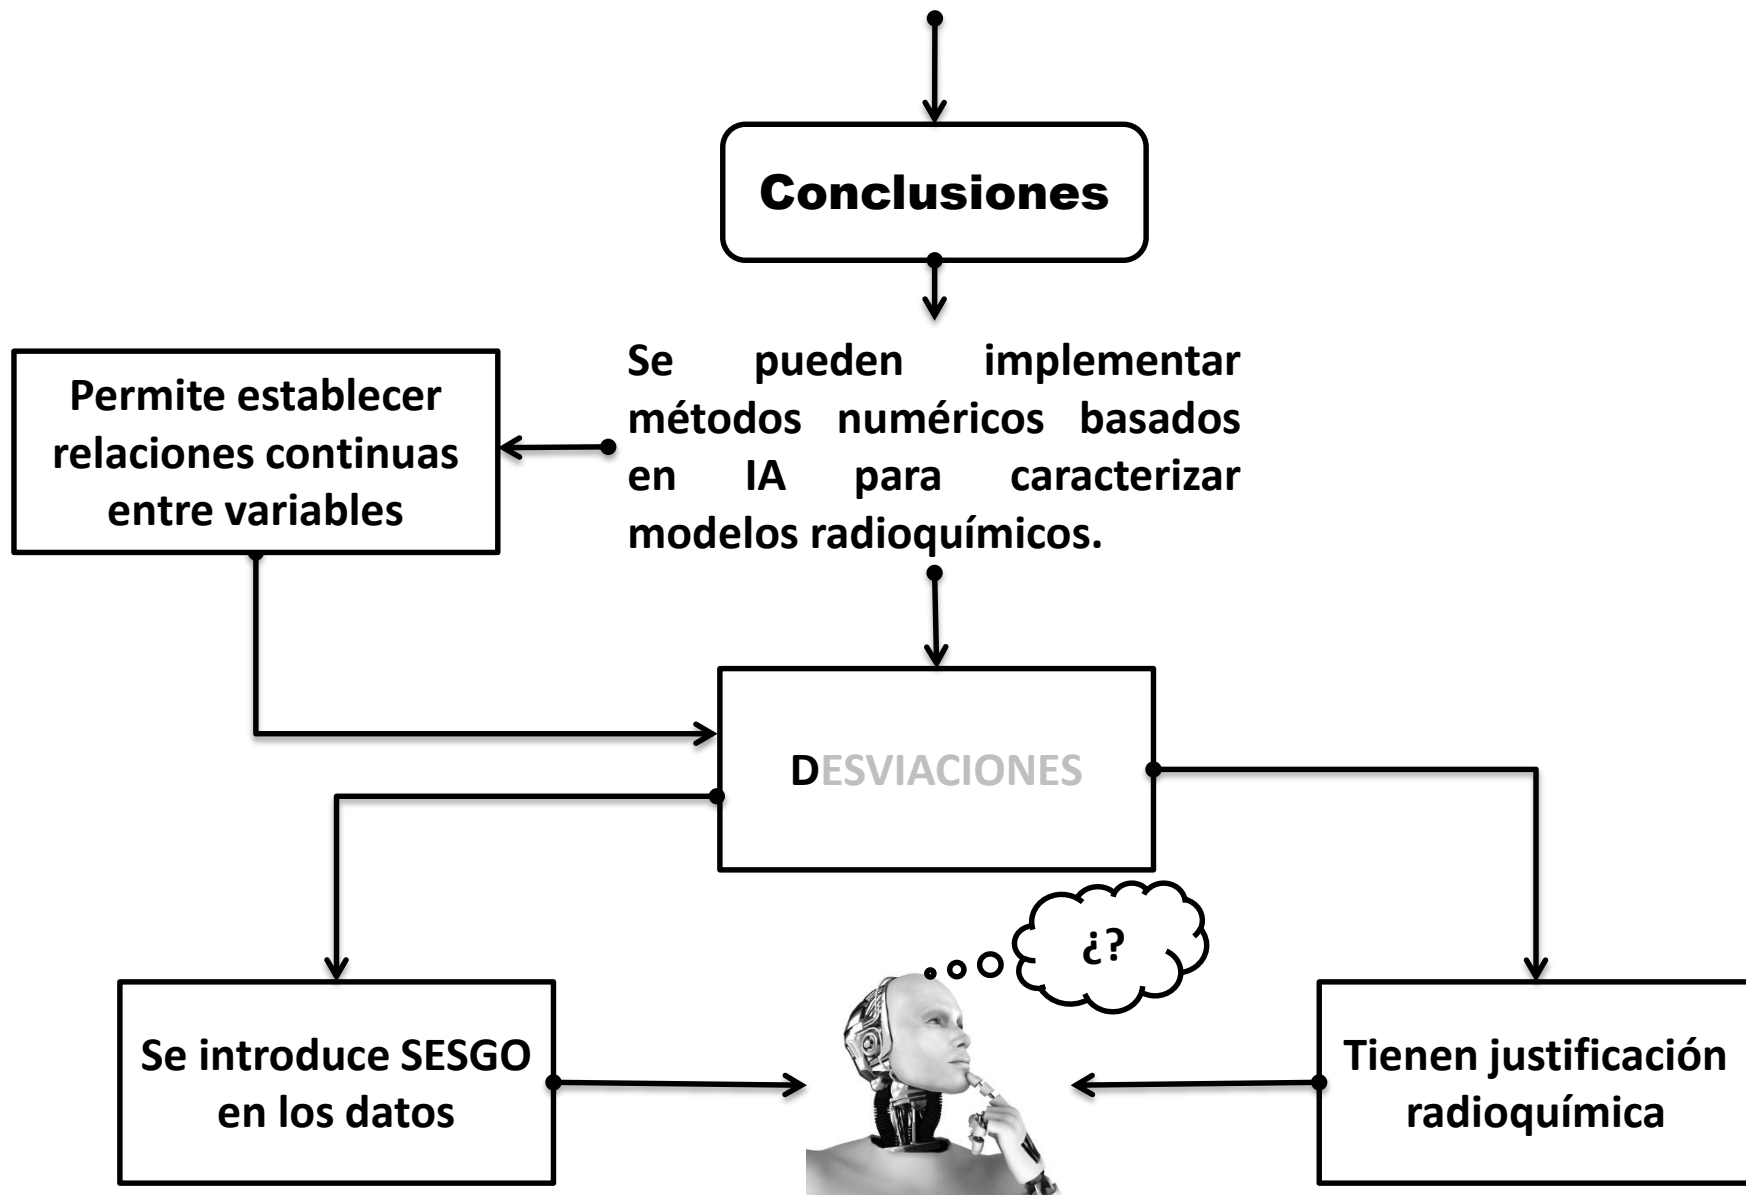 Conclusiones
Permite establecer
relaciones continuas
entre variables
Se pueden implementar
métodos numéricos basados
en IA para caracterizar
modelos radioquímicos.
DESVIACIONES
¿?
Se introduce SESGO
en los datos
Tienen justificación
radioquímica